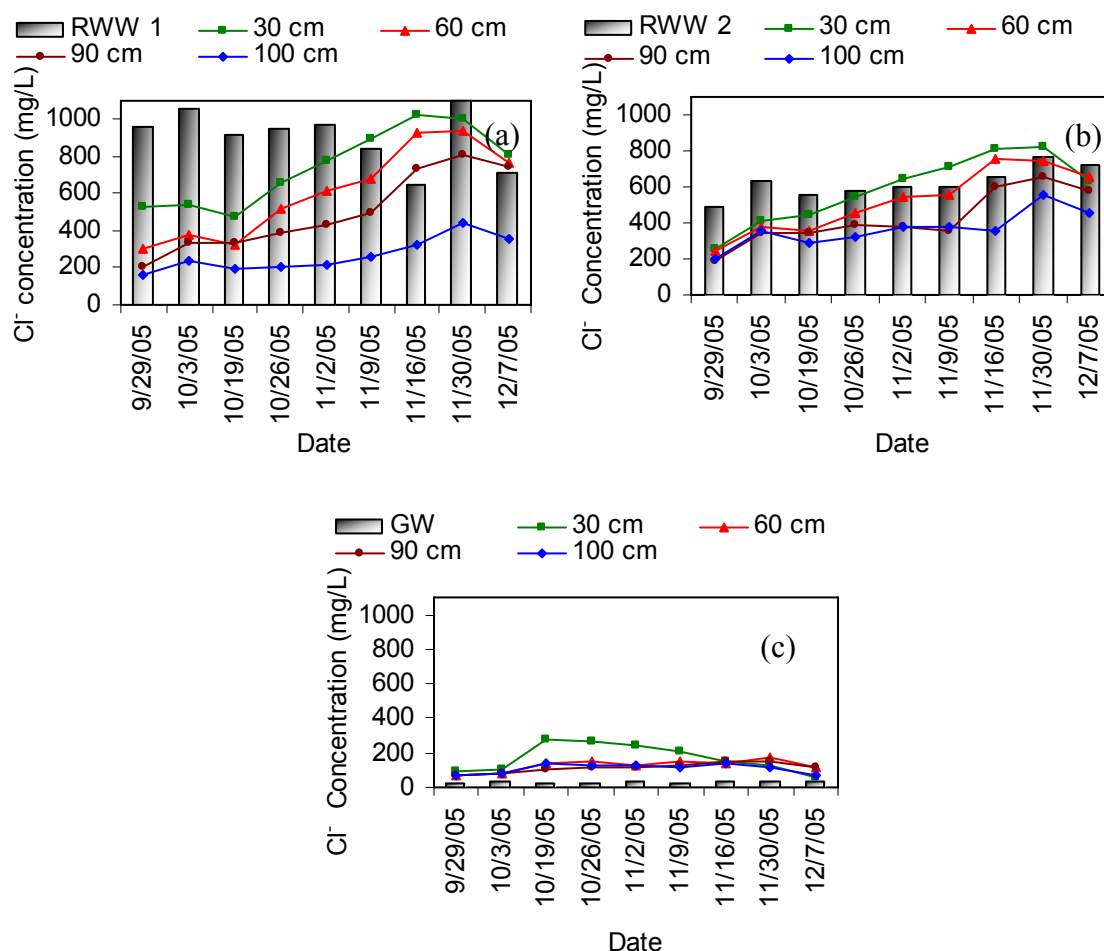 RWW 1 30 cm 60 cm
90 cm 100 cm
Cl⁻ concentration (mg/L)
1000
800
600
400
200
0
(a)
9/29/05 10/3/05 10/19/05 10/26/05 11/2/05 11/9/05 11/16/05 11/30/05 12/7/05
Date
RWW 2 30 cm 60 cm
90 cm 100 cm
Cl⁻ Concentration (mg/L)
1000
800
600
400
200
0
(b)
9/29/05 10/3/05 10/19/05 10/26/05 11/2/05 11/9/05 11/16/05 11/30/05 12/7/05
Date
GW 30 cm 60 cm
90 cm 100 cm
Cl⁻ Concentration (mg/L)
1000
800
600
400
200
0
(c)
9/29/05 10/3/05 10/19/05 10/26/05 11/2/05 11/9/05 11/16/05 11/30/05 12/7/05
Date